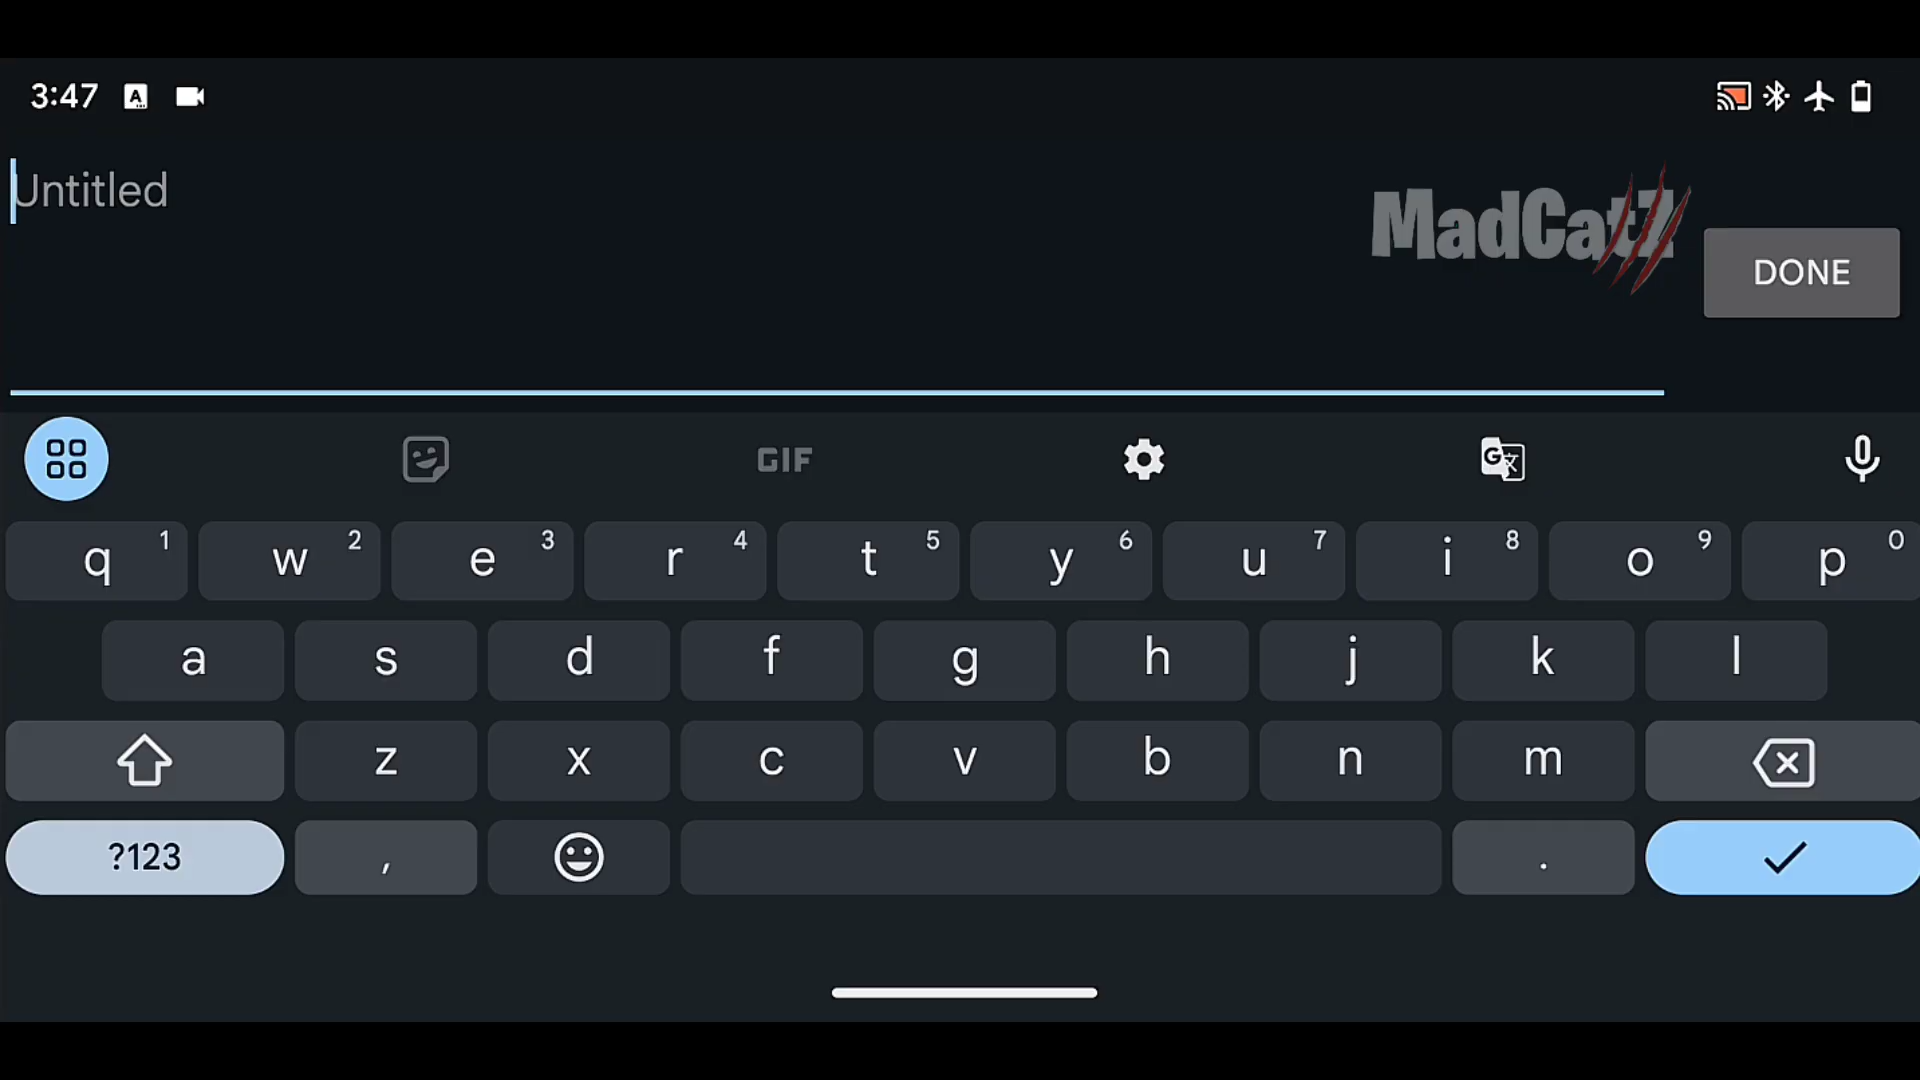 3:47
Untitled
MadCatZ
DONE
GIF
q 1 w 2 e 3 r 4 t 5 y 6 u 7 i 8 o 9 p 0
a s d f g h j k l
z x c v b n m
?123 , .